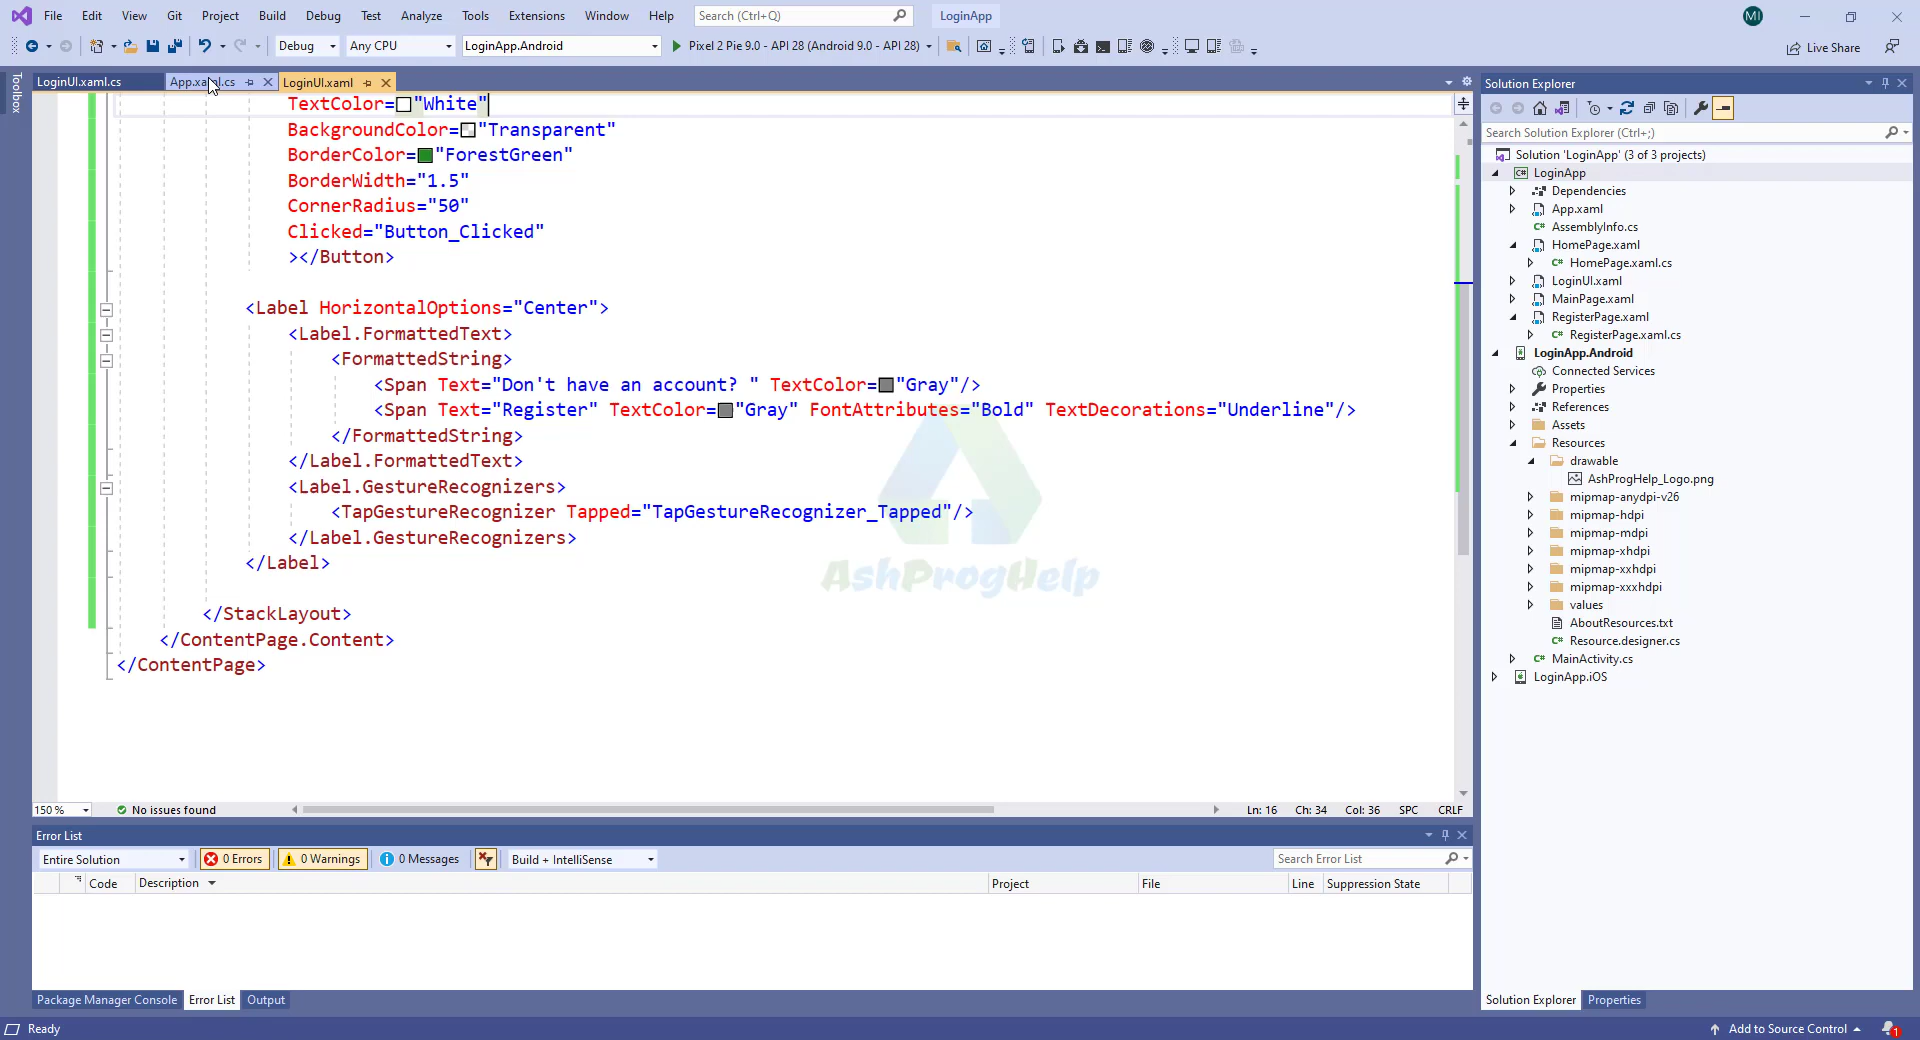 File Edit View Git Project Build Debug Test Analyze Tools Extensions Window Help Search (Ctrl+Q) LoginApp MI
Debug Any CPU LoginApp.Android Pixel 2 Pie 9.0 - API 28 (Android 9.0 - API 28) Live Share
Toolbox
LoginUI.xaml.cs App.xaml.cs LoginUI.xaml
TextColor="White"
BackgroundColor="Transparent"
BorderColor="ForestGreen"
BorderWidth="1.5"
CornerRadius="50"
Clicked="Button_Clicked"
></Button>
<Label HorizontalOptions="Center">
<Label.FormattedText>
<FormattedString>
<Span Text="Don't have an account? " TextColor="Gray"/>
<Span Text="Register" TextColor="Gray" FontAttributes="Bold" TextDecorations="Underline"/>
</FormattedString>
</Label.FormattedText>
<Label.GestureRecognizers>
<TapGestureRecognizer Tapped="TapGestureRecognizer_Tapped"/>
</Label.GestureRecognizers>
</Label>
</StackLayout>
</ContentPage.Content>
</ContentPage>
AshProgHelp
150 % No issues found Ln: 16 Ch: 34 Col: 36 SPC CRLF
Error List
Entire Solution 0 Errors 0 Warnings 0 Messages Build + IntelliSense Search Error List
Code Description Project File Line Suppression State
Package Manager Console Error List Output
Solution Explorer
Search Solution Explorer (Ctrl+;)
Solution 'LoginApp' (3 of 3 projects)
C# LoginApp
Dependencies
App.xaml
C# AssemblyInfo.cs
HomePage.xaml
C# HomePage.xaml.cs
LoginUI.xaml
MainPage.xaml
RegisterPage.xaml
C# RegisterPage.xaml.cs
LoginApp.Android
Connected Services
Properties
References
Assets
Resources
drawable
AshProgHelp_Logo.png
mipmap-anydpi-v26
mipmap-hdpi
mipmap-mdpi
mipmap-xhdpi
mipmap-xxhdpi
mipmap-xxxhdpi
values
AboutResources.txt
C# Resource.designer.cs
C# MainActivity.cs
LoginApp.iOS
Solution Explorer Properties
Ready Add to Source Control 1